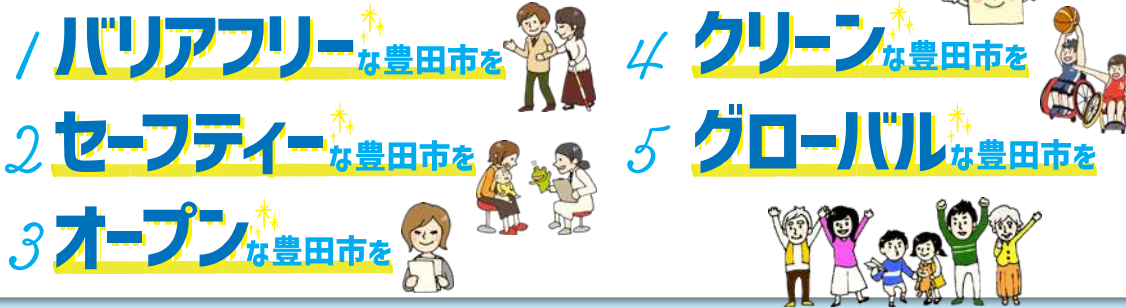 1 バリアフリーな豊田市を
2 セーフティーな豊田市を
3 オープンな豊田市を
4 クリーンな豊田市を
5 グローバルな豊田市を